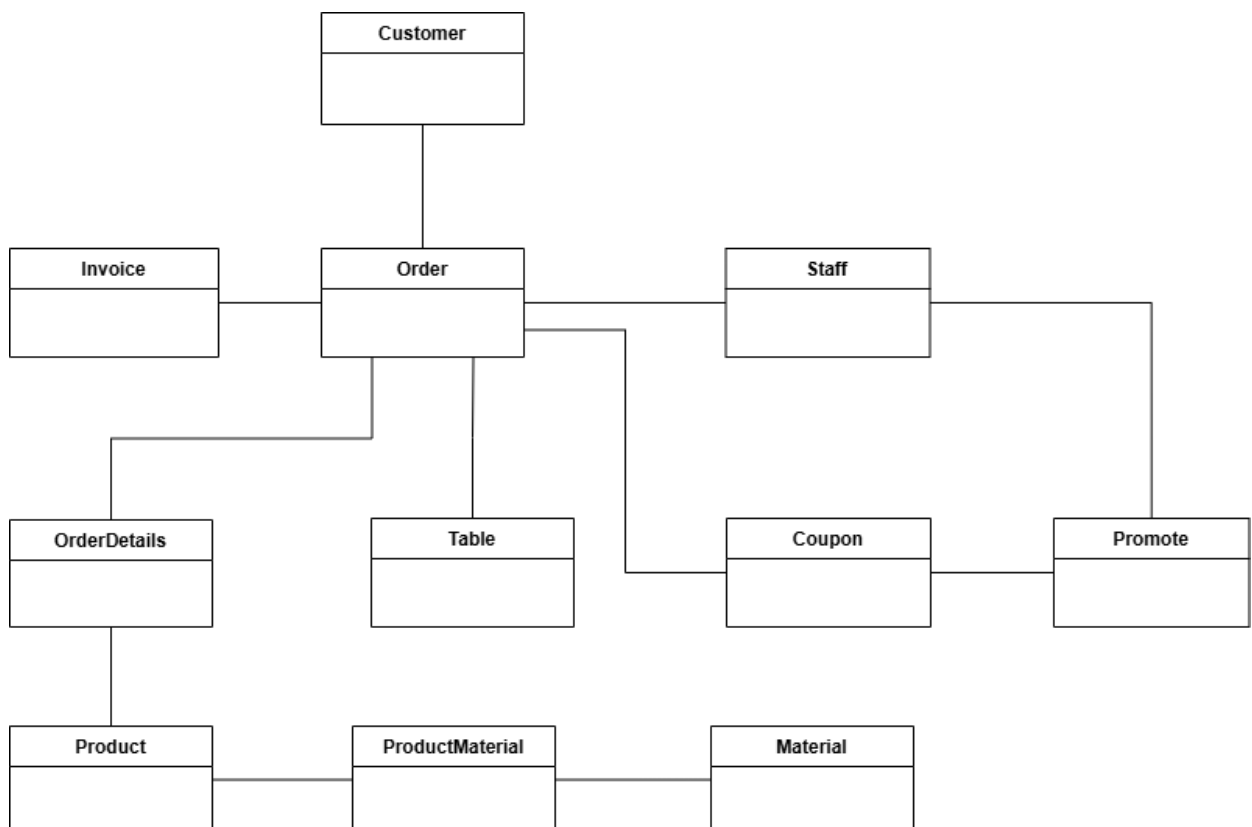 Customer
Invoice
Order
Staff
OrderDetails
Table
Coupon
Promote
Product
ProductMaterial
Material